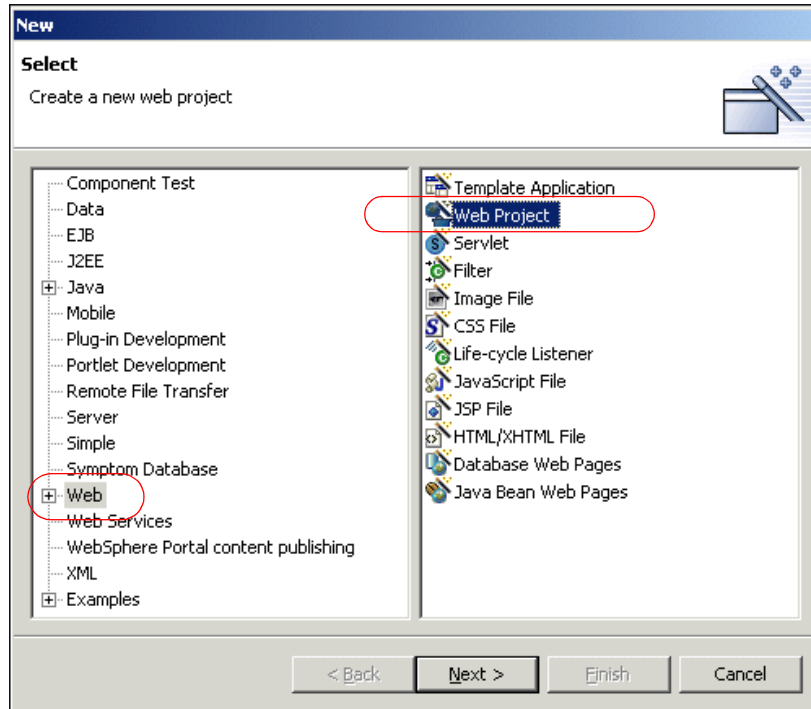 New
Select
Create a new web project
Component Test
Data
EJB
J2EE
Java
Mobile
Plug-in Development
Portlet Development
Remote File Transfer
Server
Simple
Symptom Database
Web
Web Services
WebSphere Portal content publishing
XML
Examples
Template Application
Web Project
Servlet
Filter
Image File
CSS File
Life-cycle Listener
JavaScript File
JSP File
HTML/XHTML File
Database Web Pages
Java Bean Web Pages
< Back
Next >
Finish
Cancel